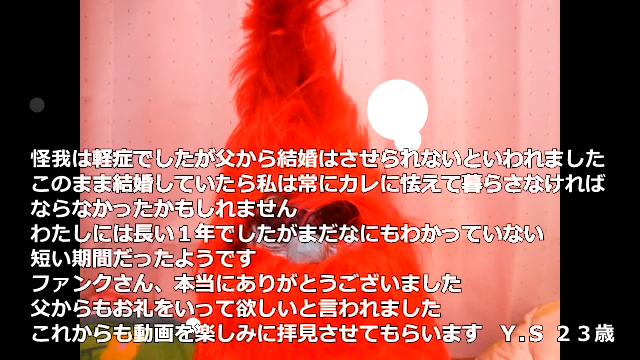 怪我は軽症でしたが父から結婚はさせられないといわれました
このまま結婚していたら私は常にカレに怯えて暮らさなければ
ならなかったかもしれません
わたしには長い１年でしたがまだなにもわかっていない
短い期間だったようです
ファンクさん、本当にありがとうございました
父からもお礼をいって欲しいと言われました
これからも動画を楽しみに拝見させてもらいます　Y.S ２３歳